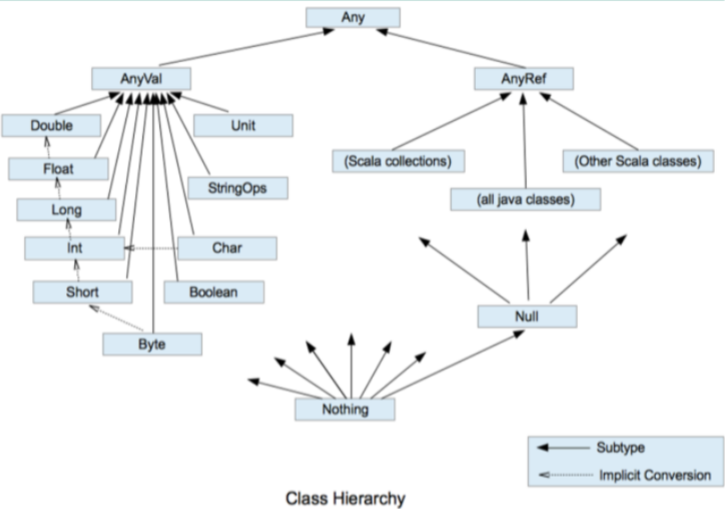 Any
AnyVal
AnyRef
Double
Unit
Float
(Scala collections)
(Other Scala classes)
StringOps
(all java classes)
Long
Int
Char
Short
Boolean
Null
Byte
Nothing
Subtype
Implicit Conversion
Class Hierarchy